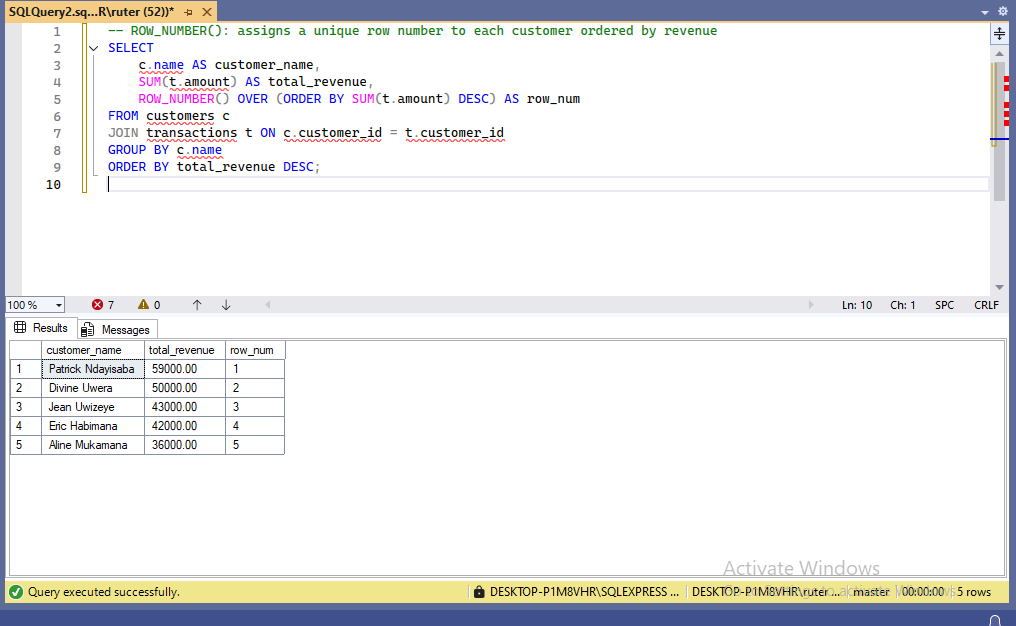 SQLQuery2.sq...R\ruter (52))*
1 -- ROW_NUMBER(): assigns a unique row number to each customer ordered by revenue
2 SELECT
3 c.name AS customer_name,
4 SUM(t.amount) AS total_revenue,
5 ROW_NUMBER() OVER (ORDER BY SUM(t.amount) DESC) AS row_num
6 FROM customers c
7 JOIN transactions t ON c.customer_id = t.customer_id
8 GROUP BY c.name
9 ORDER BY total_revenue DESC;
10
100 % 7 0 Ln: 10 Ch: 1 SPC CRLF
Results Messages
customer_name total_revenue row_num
1 Patrick Ndayisaba 59000.00 1
2 Divine Uwera 50000.00 2
3 Jean Uwizeye 43000.00 3
4 Eric Habimana 42000.00 4
5 Aline Mukamana 36000.00 5
Activate Windows
Query executed successfully. DESKTOP-P1M8VHR\SQLEXPRESS ... DESKTOP-P1M8VHR\ruter... master 00:00:00 5 rows